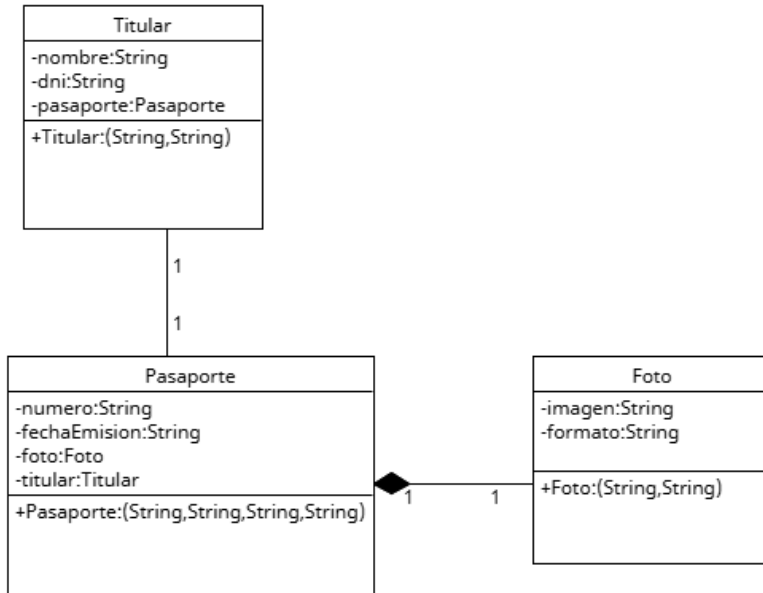 Titular
-nombre:String
-dni:String
-pasaporte:Pasaporte
+Titular:(String,String)
1
1
Pasaporte
-numero:String
-fechaEmision:String
-foto:Foto
-titular:Titular
+Pasaporte:(String,String,String,String)
1
1
Foto
-imagen:String
-formato:String
+Foto:(String,String)